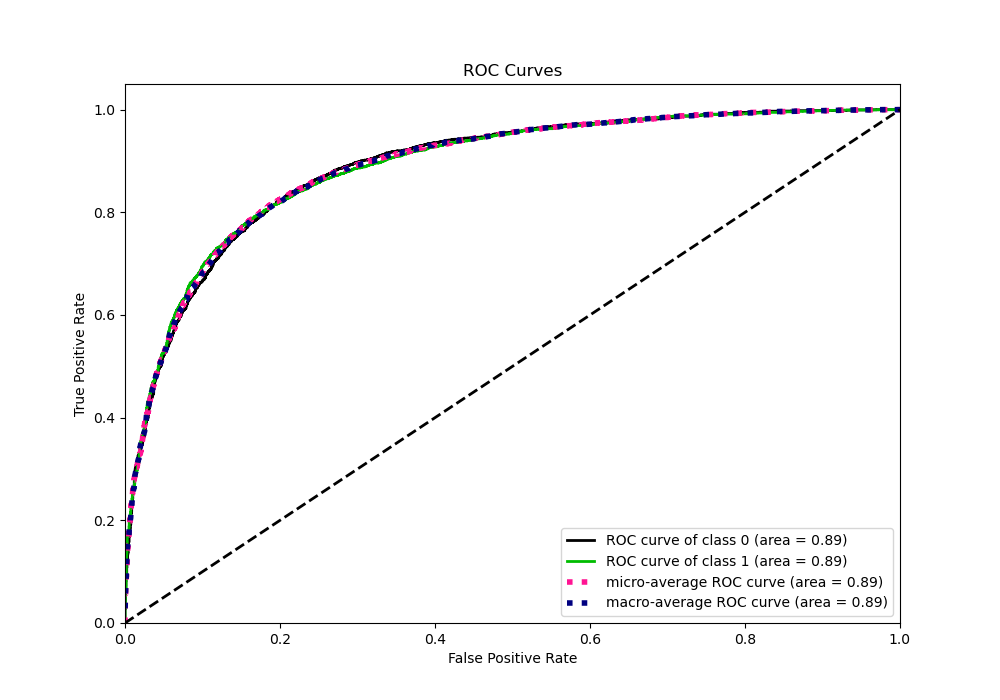 ROC Curves
1.0
0.8
0.6
0.4
0.2
0.0
True Positive Rate
0.0 0.2 0.4 0.6 0.8 1.0
False Positive Rate
ROC curve of class 0 (area = 0.89)
ROC curve of class 1 (area = 0.89)
micro-average ROC curve (area = 0.89)
macro-average ROC curve (area = 0.89)